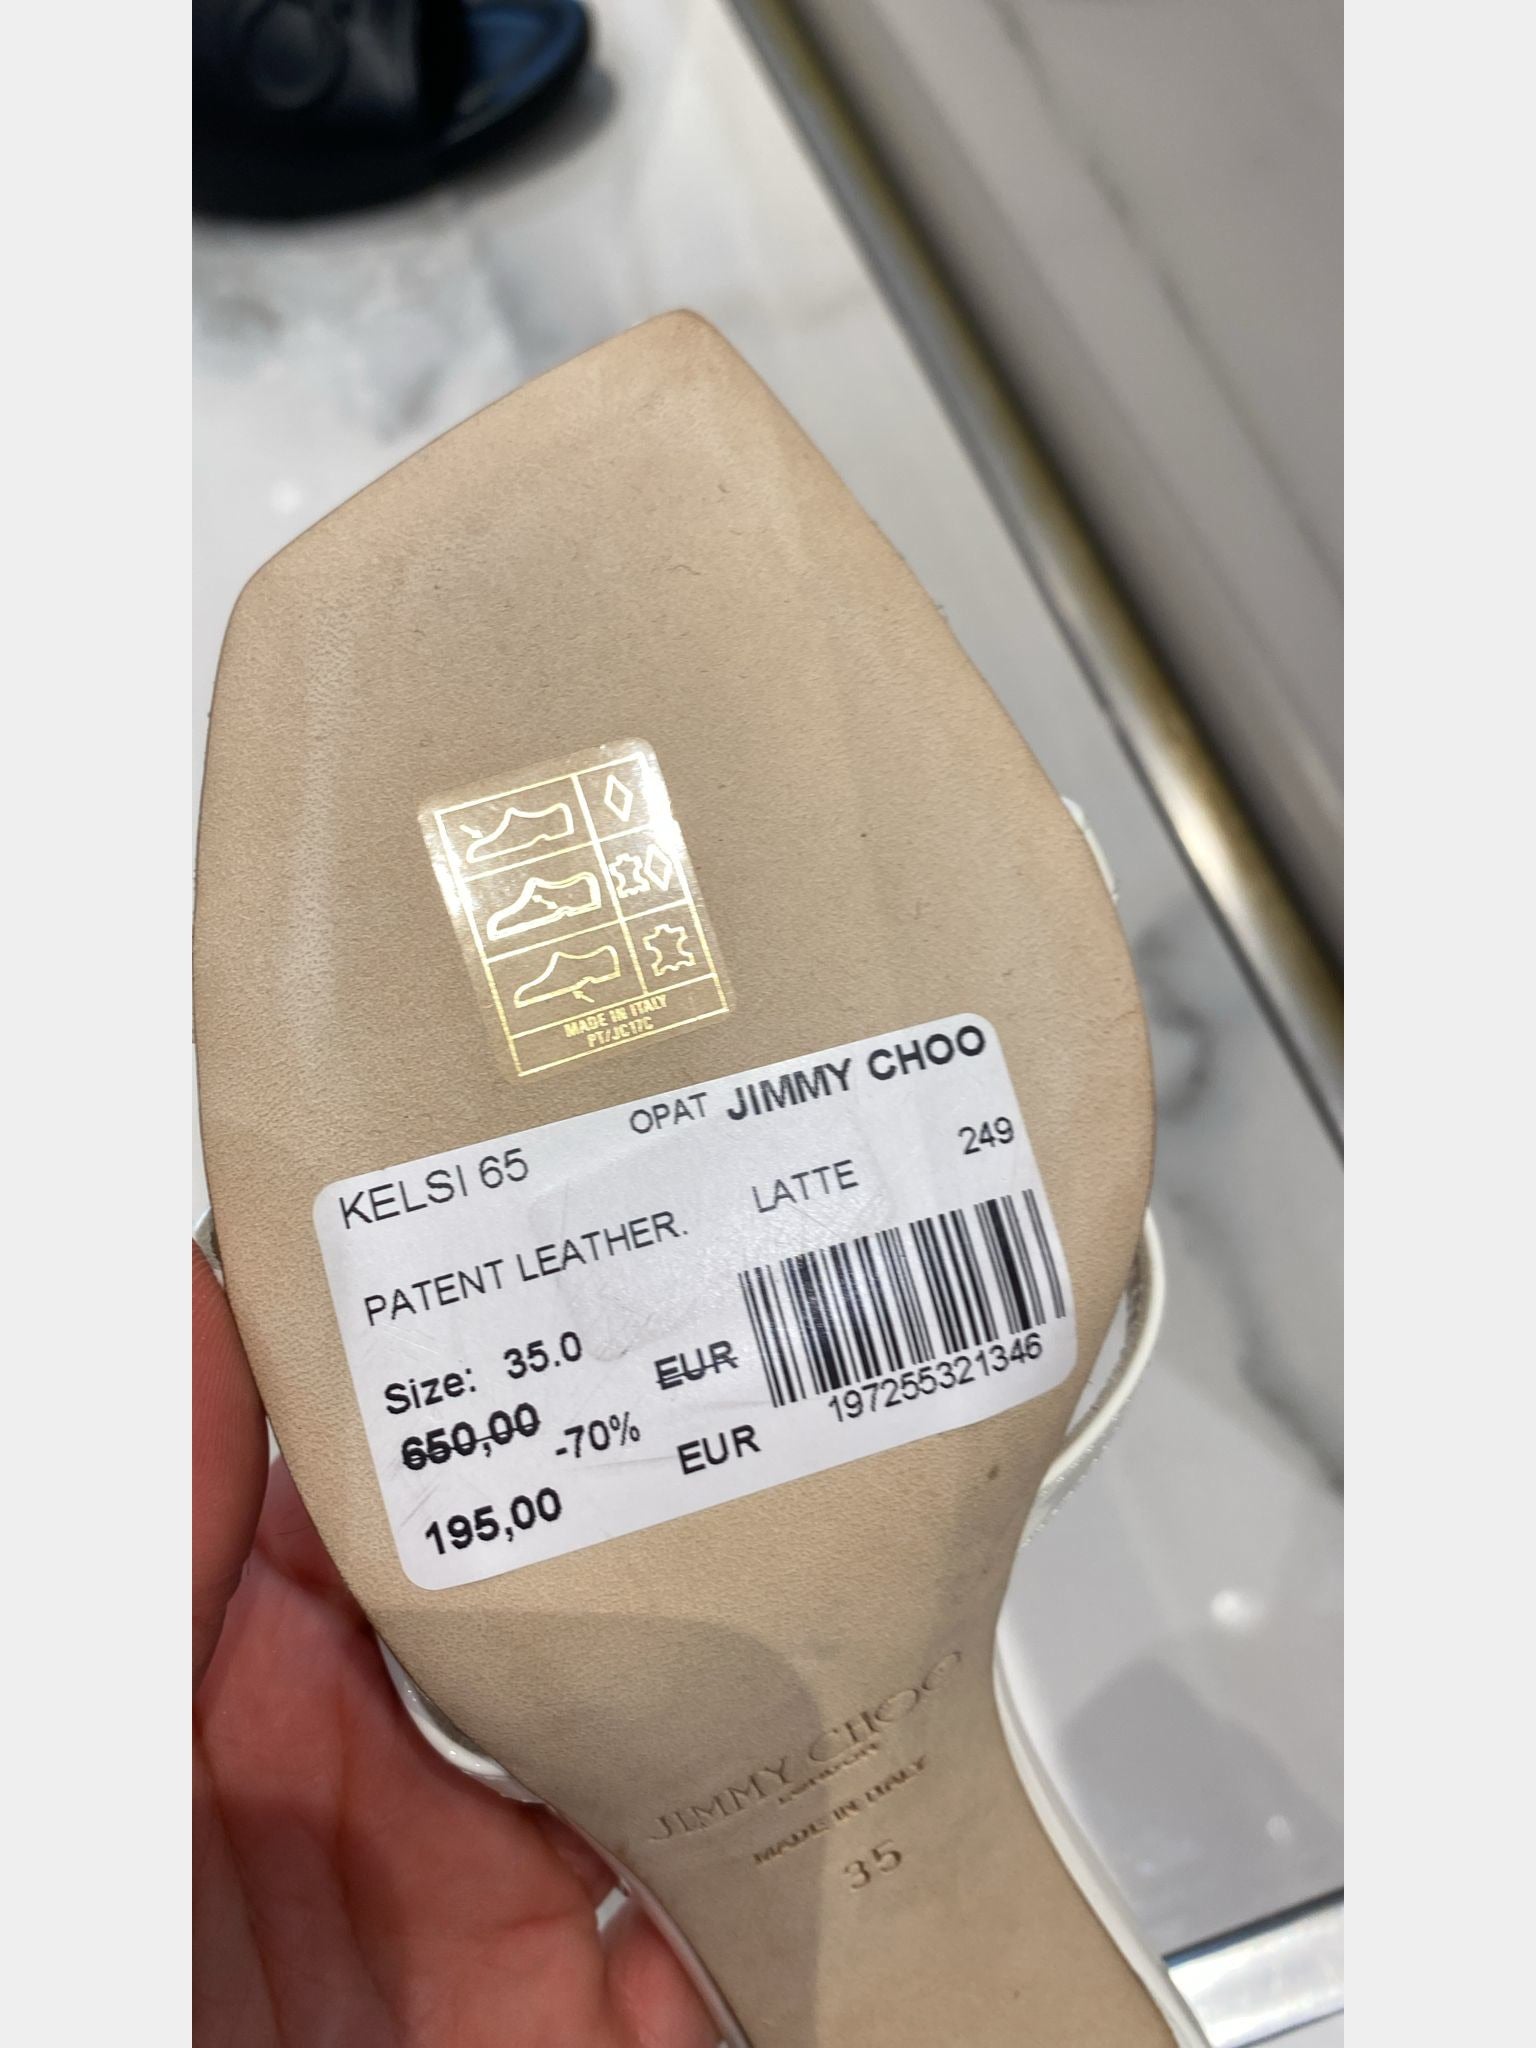 MADE IN ITALY
PT/JC17C
OPAT JIMMY CHOO
KELSI 65
249
PATENT LEATHER. LATTE
Size: 35.0
650,00 EUR
-70%
195,00 EUR
197255321346
JIMMY CHOO
LONDON
MADE IN ITALY
35